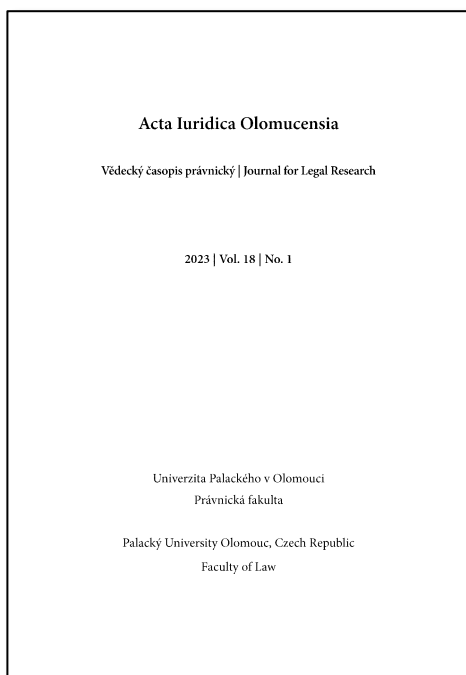 Acta Iuridica Olomucensia
Vědecký časopis právnický | Journal for Legal Research
2023 | Vol. 18 | No. 1
Univerzita Palackého v Olomouci
Právnická fakulta
Palacký University Olomouc, Czech Republic
Faculty of Law